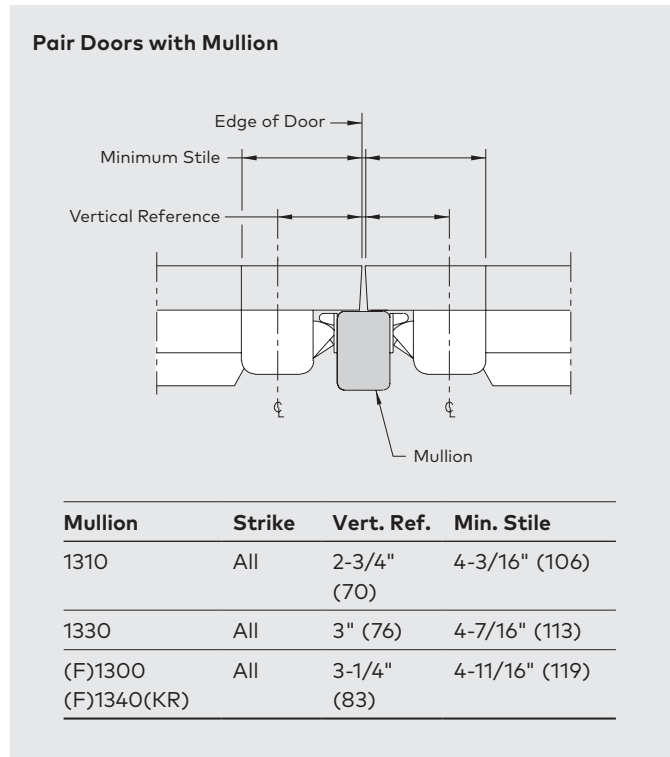 Pair Doors with Mullion
Edge of Door
Minimum Stile
Vertical Reference
℄ ℄
Mullion
Mullion Strike Vert. Ref. Min. Stile
1310 All 2-3/4" 4-3/16" (106)
(70)
1330 All 3" (76) 4-7/16" (113)
(F)1300 All 3-1/4" 4-11/16" (119)
(F)1340(KR) (83)